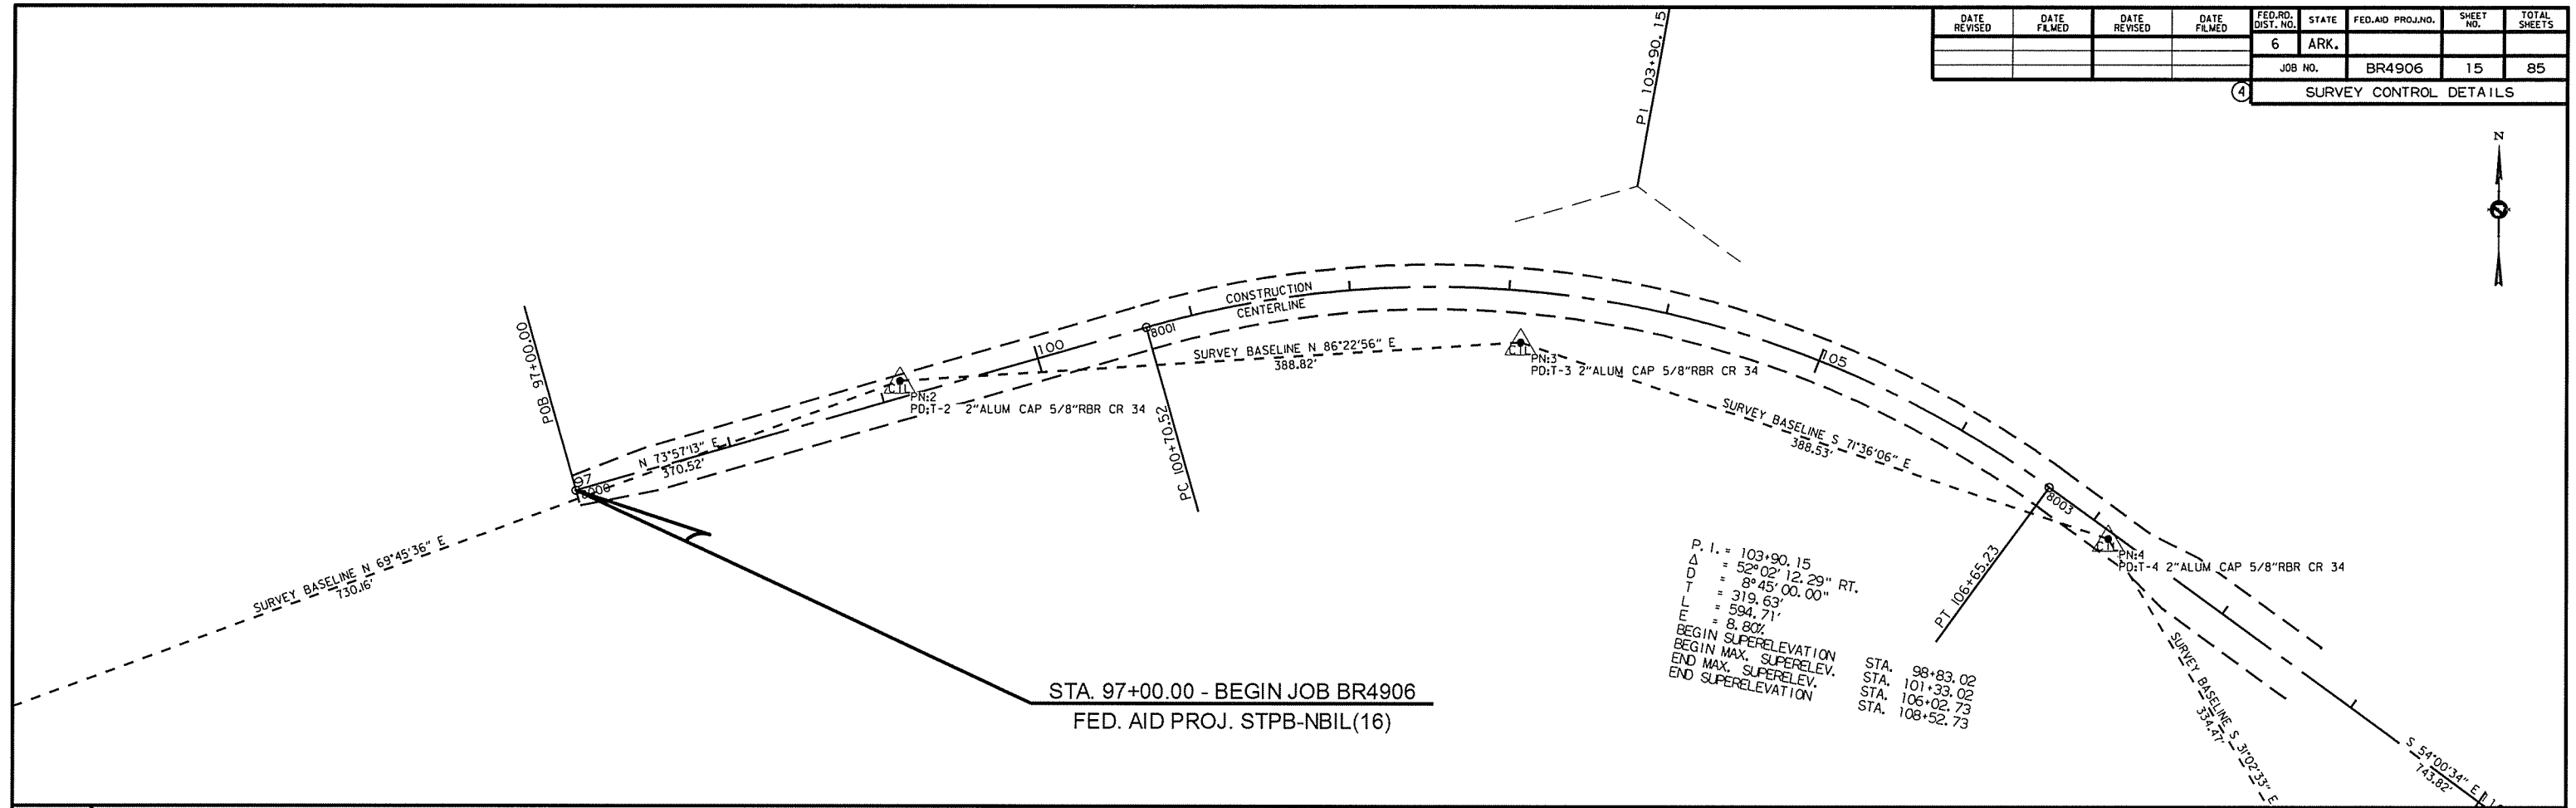 DATE REVISED
DATE FILMED
DATE REVISED
DATE FILMED
FED.RD. DIST. NO.
STATE
FED.AID PROJ.NO.
SHEET NO.
TOTAL SHEETS
6
ARK.
JOB NO.
BR4906
15
85
4
SURVEY CONTROL DETAILS
N
PI 103+90.15
CONSTRUCTION
CENTERLINE
8001
100
SURVEY BASELINE N 86°22'56" E
388.82'
CTL
PN:3
PD:T-3 2"ALUM CAP 5/8"RBR CR 34
105
POB 97+00.00
CTL
PN:2
PD:T-2 2"ALUM CAP 5/8"RBR CR 34
PC 100+70.52
SURVEY BASELINE S 71°36'06" E
388.53'
N 73°57'13" E
370.52'
97
8000
8003
SURVEY BASELINE N 69°45'36" E
730.16'
PT 106+65.23
CTL
PN:4
PD:T-4 2"ALUM CAP 5/8"RBR CR 34
P.I. = 103+90.15
Δ = 52°02'12.29" RT.
D = 8°45'00.00"
T = 319.63'
L = 594.71'
E = 8.80%
BEGIN SUPERELEVATION STA. 98+83.02
BEGIN MAX. SUPERELEV. STA. 101+33.02
END MAX. SUPERELEV. STA. 106+02.73
END SUPERELEVATION STA. 108+52.73
SURVEY BASELINE S 31°02'33" E
334.47'
S 54°00'34" E
743.82'
STA. 97+00.00 - BEGIN JOB BR4906
FED. AID PROJ. STPB-NBIL(16)